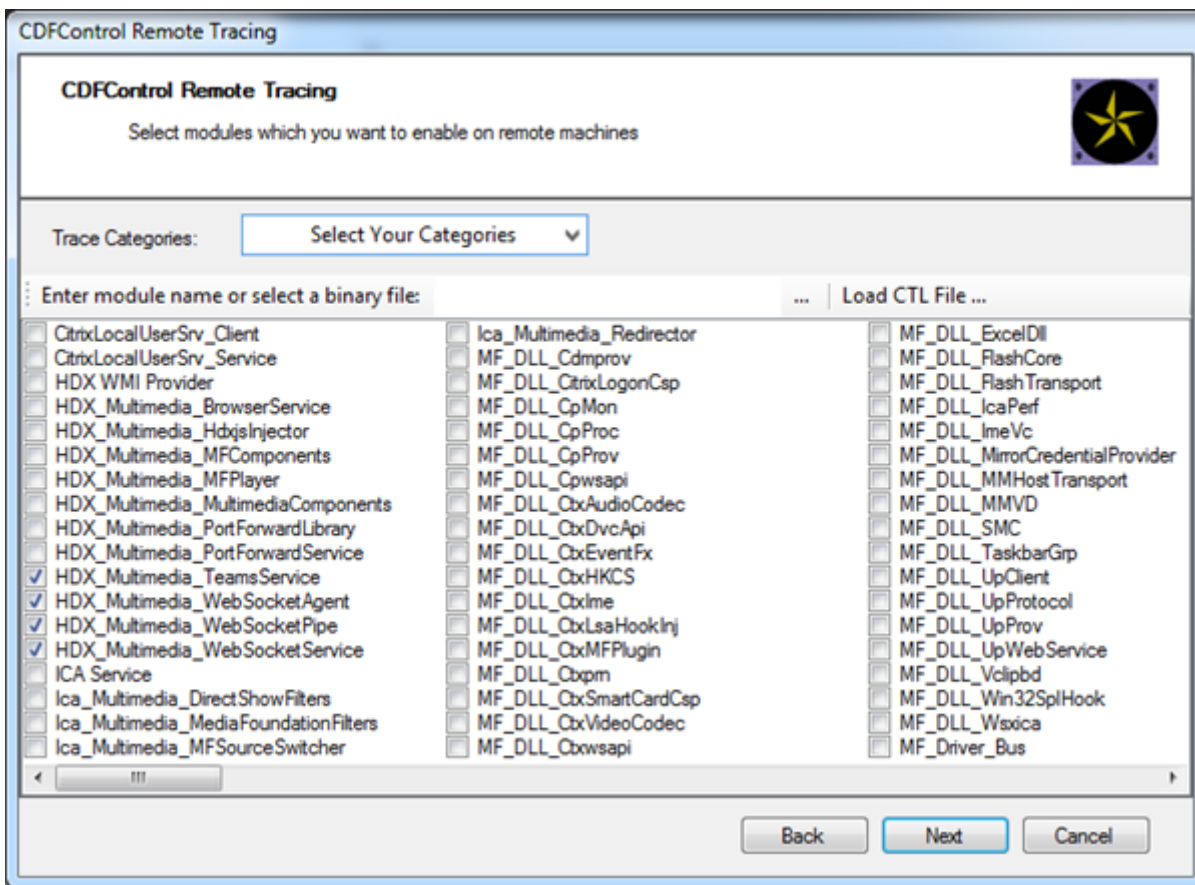 CDFControl Remote Tracing
CDFControl Remote Tracing
Select modules which you want to enable on remote machines
Trace Categories:
Select Your Categories
Enter module name or select a binary file:
...
Load CTL File ...
CitrixLocalUserSrv_Client
CitrixLocalUserSrv_Service
HDX WMI Provider
HDX_Multimedia_BrowserService
HDX_Multimedia_HdxjsInjector
HDX_Multimedia_MFComponents
HDX_Multimedia_MFPlayer
HDX_Multimedia_MultimediaComponents
HDX_Multimedia_PortForwardLibrary
HDX_Multimedia_PortForwardService
HDX_Multimedia_TeamsService
HDX_Multimedia_WebSocketAgent
HDX_Multimedia_WebSocketPipe
HDX_Multimedia_WebSocketService
ICA Service
Ica_Multimedia_DirectShowFilters
Ica_Multimedia_MediaFoundationFilters
Ica_Multimedia_MFSourceSwitcher
Ica_Multimedia_Redirector
MF_DLL_Cdmprov
MF_DLL_CitrixLogonCsp
MF_DLL_CpMon
MF_DLL_CpProc
MF_DLL_CpProv
MF_DLL_Cpwsapi
MF_DLL_CtxAudioCodec
MF_DLL_CtxDvcApi
MF_DLL_CtxEventFx
MF_DLL_CtxHKCS
MF_DLL_CtxIme
MF_DLL_CtxLsaHookInj
MF_DLL_CtxMFPlugin
MF_DLL_Ctxprn
MF_DLL_CtxSmartCardCsp
MF_DLL_CtxVideoCodec
MF_DLL_Ctxwsapi
MF_DLL_ExcelDll
MF_DLL_FlashCore
MF_DLL_FlashTransport
MF_DLL_IcaPerf
MF_DLL_ImeVc
MF_DLL_MirrorCredentialProvider
MF_DLL_MMHostTransport
MF_DLL_MMVD
MF_DLL_SMC
MF_DLL_TaskbarGrp
MF_DLL_UpClient
MF_DLL_UpProtocol
MF_DLL_UpProv
MF_DLL_UpWebService
MF_DLL_Vclipbd
MF_DLL_Win32SplHook
MF_DLL_Wsxica
MF_Driver_Bus
Back
Next
Cancel